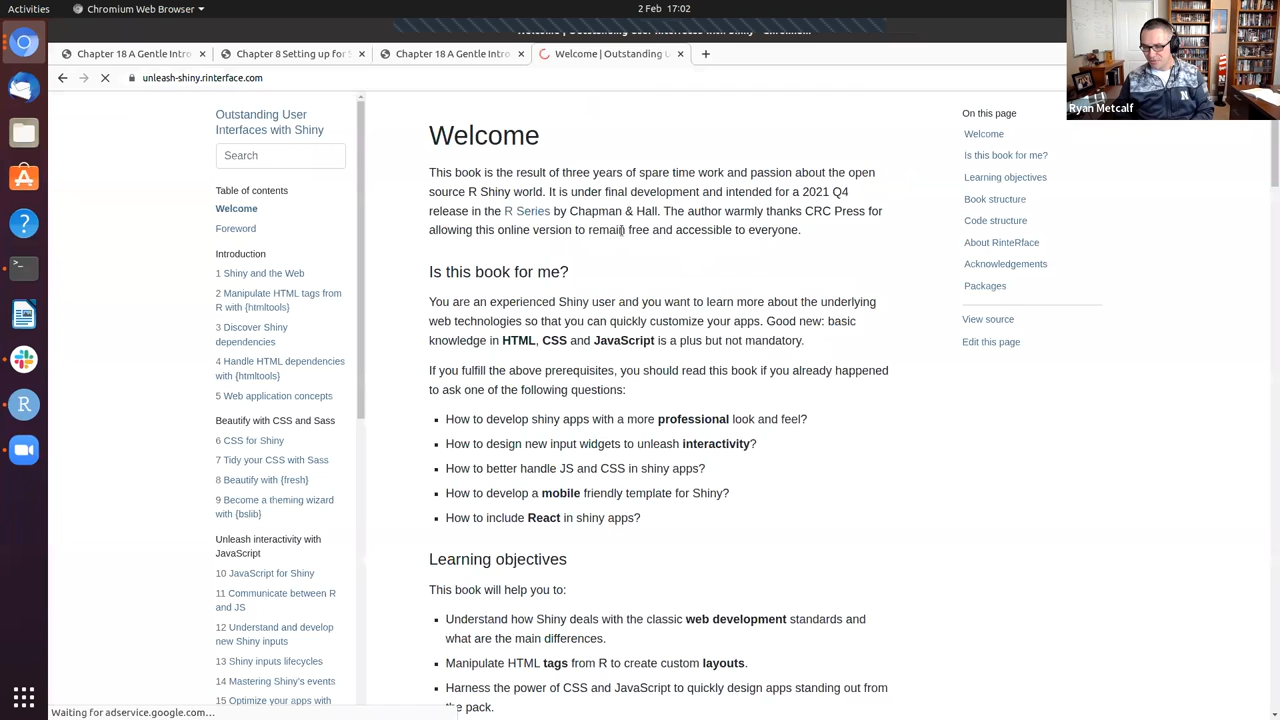 Activities
Chromium Web Browser
2 Feb 17:02
Chapter 18 A Gentle Intro
Chapter 8 Setting up for S
Chapter 18 A Gentle Intro
Welcome | Outstanding U
unleash-shiny.rinterface.com
Ryan Metcalf
Outstanding User
Interfaces with Shiny
Search
Table of contents
Welcome
Foreword
Introduction
1 Shiny and the Web
2 Manipulate HTML tags from
R with {htmltools}
3 Discover Shiny
dependencies
4 Handle HTML dependencies
with {htmltools}
5 Web application concepts
Beautify with CSS and Sass
6 CSS for Shiny
7 Tidy your CSS with Sass
8 Beautify with {fresh}
9 Become a theming wizard
with {bslib}
Unleash interactivity with
JavaScript
10 JavaScript for Shiny
11 Communicate between R
and JS
12 Understand and develop
new Shiny inputs
13 Shiny inputs lifecycles
14 Mastering Shiny's events
15 Optimize your apps with
Welcome
This book is the result of three years of spare time work and passion about the open
source R Shiny world. It is under final development and intended for a 2021 Q4
release in the R Series by Chapman & Hall. The author warmly thanks CRC Press for
allowing this online version to remain free and accessible to everyone.
Is this book for me?
You are an experienced Shiny user and you want to learn more about the underlying
web technologies so that you can quickly customize your apps. Good new: basic
knowledge in HTML, CSS and JavaScript is a plus but not mandatory.
If you fulfill the above prerequisites, you should read this book if you already happened
to ask one of the following questions:
How to develop shiny apps with a more professional look and feel?
How to design new input widgets to unleash interactivity?
How to better handle JS and CSS in shiny apps?
How to develop a mobile friendly template for Shiny?
How to include React in shiny apps?
Learning objectives
This book will help you to:
Understand how Shiny deals with the classic web development standards and
what are the main differences.
Manipulate HTML tags from R to create custom layouts.
Harness the power of CSS and JavaScript to quickly design apps standing out from
the pack.
On this page
Welcome
Is this book for me?
Learning objectives
Book structure
Code structure
About RinteRface
Acknowledgements
Packages
View source
Edit this page
Waiting for adservice.google.com...